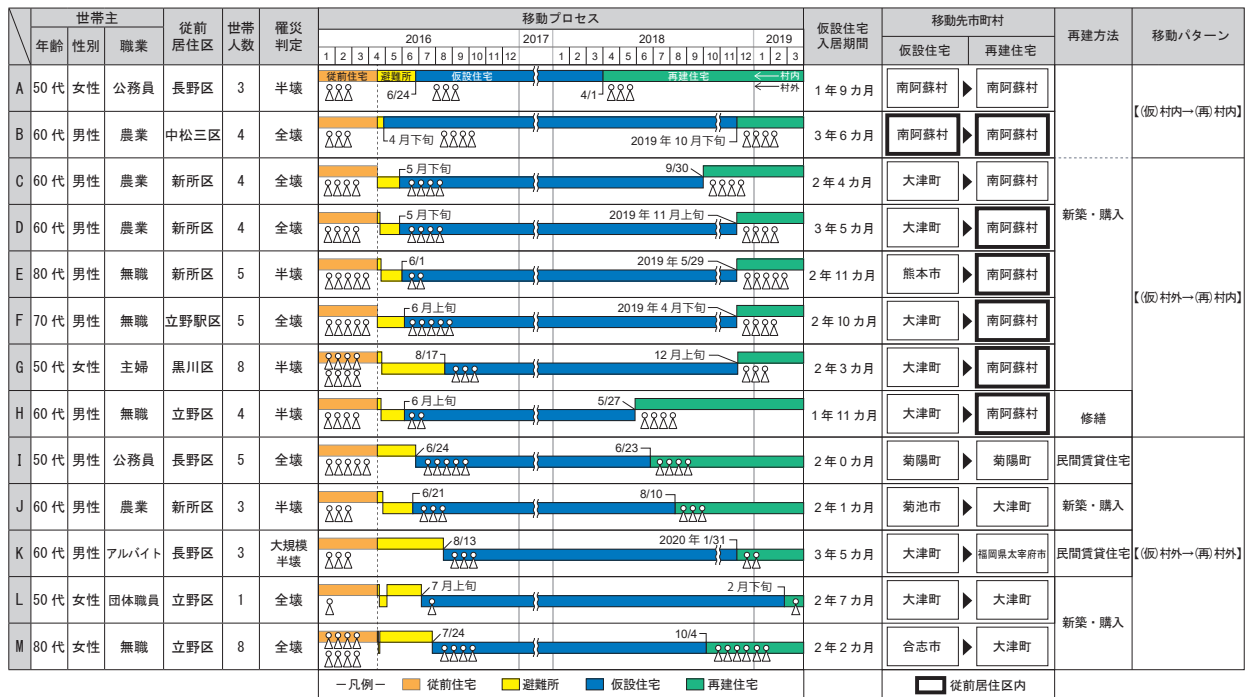 世帯主 従前居住区 世帯人数 罹災判定 移動プロセス 仮設住宅入居期間 移動先市町村 再建方法 移動パターン
年齢 性別 職業 2016 2017 2018 2019 仮設住宅 再建住宅
1 2 3 4 5 6 7 8 9 10 11 12 1 2 3 4 5 6 7 8 9 10 11 12 1 2 3
A 50代 女性 公務員 長野区 3 半壊 従前住宅 避難所 仮設住宅 再建住宅 ←村内 ←村外 6/24 4/1 1年9カ月 南阿蘇村 ▶ 南阿蘇村
【(仮)村内→(再)村内】
B 60代 男性 農業 中松三区 4 全壊 4月下旬 2019年10月下旬 3年6カ月 南阿蘇村 ▶ 南阿蘇村
C 60代 男性 農業 新所区 4 全壊 5月下旬 9/30 2年4カ月 大津町 ▶ 南阿蘇村
新築・購入
D 60代 男性 農業 新所区 4 全壊 5月下旬 2019年11月上旬 3年5カ月 大津町 ▶ 南阿蘇村
E 80代 男性 無職 新所区 5 半壊 6/1 2019年5/29 2年11カ月 熊本市 ▶ 南阿蘇村
【(仮)村外→(再)村内】
F 70代 男性 無職 立野駅区 5 全壊 6月上旬 2019年4月下旬 2年10カ月 大津町 ▶ 南阿蘇村
G 50代 女性 主婦 黒川区 8 半壊 8/17 12月上旬 2年3カ月 大津町 ▶ 南阿蘇村
H 60代 男性 無職 立野区 4 半壊 6月上旬 5/27 1年11カ月 大津町 ▶ 南阿蘇村 修繕
I 50代 男性 公務員 長野区 5 全壊 6/24 6/23 2年0カ月 菊陽町 ▶ 菊陽町 民間賃貸住宅
J 60代 男性 農業 新所区 3 半壊 6/21 8/10 2年1カ月 菊池市 ▶ 大津町 新築・購入
K 60代 男性 アルバイト 長野区 3 大規模半壊 8/13 2020年1/31 3年5カ月 大津町 ▶ 福岡県太宰府市 民間賃貸住宅 【(仮)村外→(再)村外】
L 50代 女性 団体職員 立野区 1 全壊 7月上旬 2月下旬 2年7カ月 大津町 ▶ 大津町
新築・購入
M 80代 女性 無職 立野区 8 全壊 7/24 10/4 2年2カ月 合志市 ▶ 大津町
－凡例－ 従前住宅 避難所 仮設住宅 再建住宅 従前居住区内